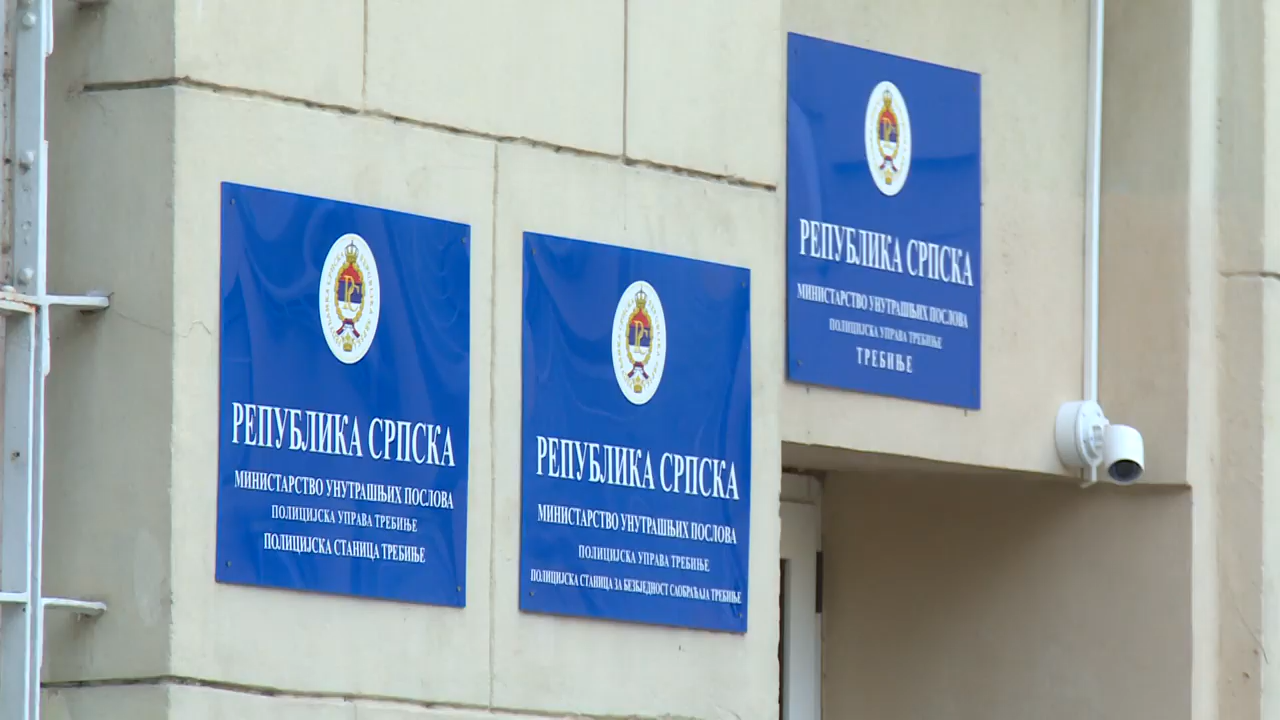 РЕПУБЛИКА СРПСКА
МИНИСТАРСТВО УНУТРАШЊИХ ПОСЛОВА
ПОЛИЦИЈСКА УПРАВА ТРЕБИЊЕ
ПОЛИЦИЈСКА СТАНИЦА ТРЕБИЊЕ
РЕПУБЛИКА СРПСКА
МИНИСТАРСТВО УНУТРАШЊИХ ПОСЛОВА
ПОЛИЦИЈСКА УПРАВА ТРЕБИЊЕ
ПОЛИЦИЈСКА СТАНИЦА ЗА БЕЗБЈЕДНОСТ САОБРАЋАЈА ТРЕБИЊЕ
РЕПУБЛИКА СРПСКА
МИНИСТАРСТВО УНУТРАШЊИХ ПОСЛОВА
ПОЛИЦИЈСКА УПРАВА ТРЕБИЊЕ
ТРЕБИЊЕ